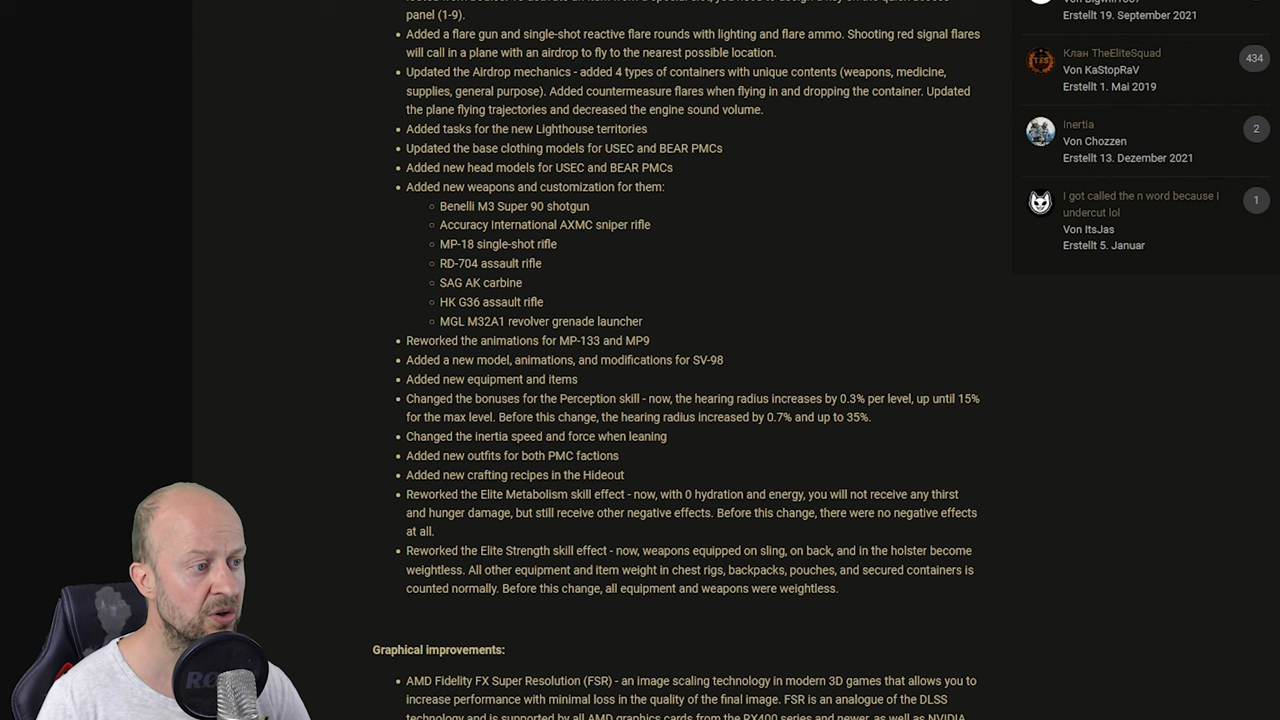 panel (1-9).
• Added a flare gun and single-shot reactive flare rounds with lighting and flare ammo. Shooting red signal flares
will call in a plane with an airdrop to fly to the nearest possible location.
• Updated the Airdrop mechanics - added 4 types of containers with unique contents (weapons, medicine,
supplies, general purpose). Added countermeasure flares when flying in and dropping the container. Updated
the plane flying trajectories and decreased the engine sound volume.
• Added tasks for the new Lighthouse territories
• Updated the base clothing models for USEC and BEAR PMCs
• Added new head models for USEC and BEAR PMCs
• Added new weapons and customization for them:
○ Benelli M3 Super 90 shotgun
○ Accuracy International AXMC sniper rifle
○ MP-18 single-shot rifle
○ RD-704 assault rifle
○ SAG AK carbine
○ HK G36 assault rifle
○ MGL M32A1 revolver grenade launcher
• Reworked the animations for MP-133 and MP9
• Added a new model, animations, and modifications for SV-98
• Added new equipment and items
• Changed the bonuses for the Perception skill - now, the hearing radius increases by 0.3% per level, up until 15%
for the max level. Before this change, the hearing radius increased by 0.7% and up to 35%.
• Changed the inertia speed and force when leaning
• Added new outfits for both PMC factions
• Added new crafting recipes in the Hideout
• Reworked the Elite Metabolism skill effect - now, with 0 hydration and energy, you will not receive any thirst
and hunger damage, but still receive other negative effects. Before this change, there were no negative effects
at all.
• Reworked the Elite Strength skill effect - now, weapons equipped on sling, on back, and in the holster become
weightless. All other equipment and item weight in chest rigs, backpacks, pouches, and secured containers is
counted normally. Before this change, all equipment and weapons were weightless.
Graphical improvements:
• AMD Fidelity FX Super Resolution (FSR) - an image scaling technology in modern 3D games that allows you to
increase performance with minimal loss in the quality of the final image. FSR is an analogue of the DLSS
technology and is supported by all AMD graphics cards from the RX400 series and newer, as well as NVIDIA
Erstellt 19. September 2021
Клан TheEliteSquad
434
Von KaStopRaV
Erstellt 1. Mai 2019
Inertia
2
Von Chozzen
Erstellt 13. Dezember 2021
I got called the n word because I
undercut lol
1
Von ItsJas
Erstellt 5. Januar